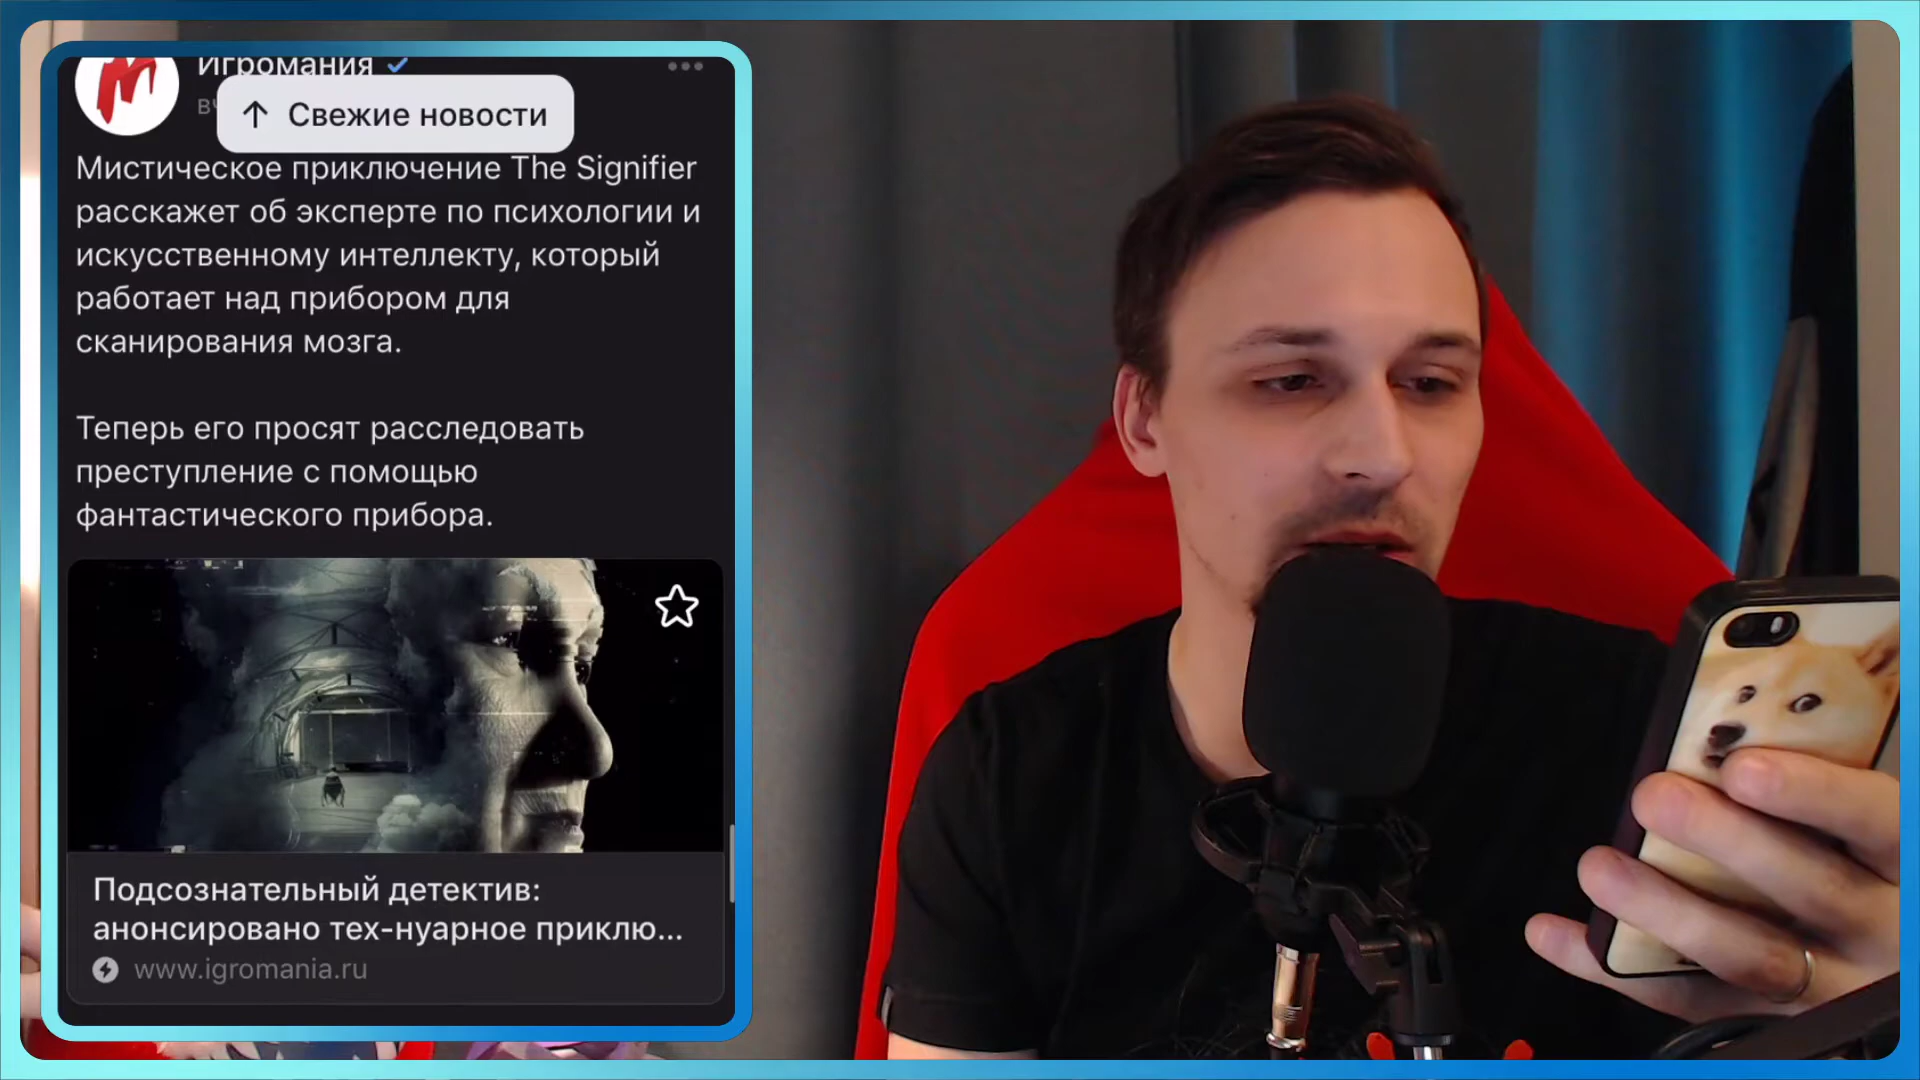 Игромания
Свежие новости
Мистическое приключение The Signifier
расскажет об эксперте по психологии и
искусственному интеллекту, который
работает над прибором для
сканирования мозга.
Теперь его просят расследовать
преступление с помощью
фантастического прибора.
Подсознательный детектив:
анонсировано тех-нуарное приклю...
www.igromania.ru